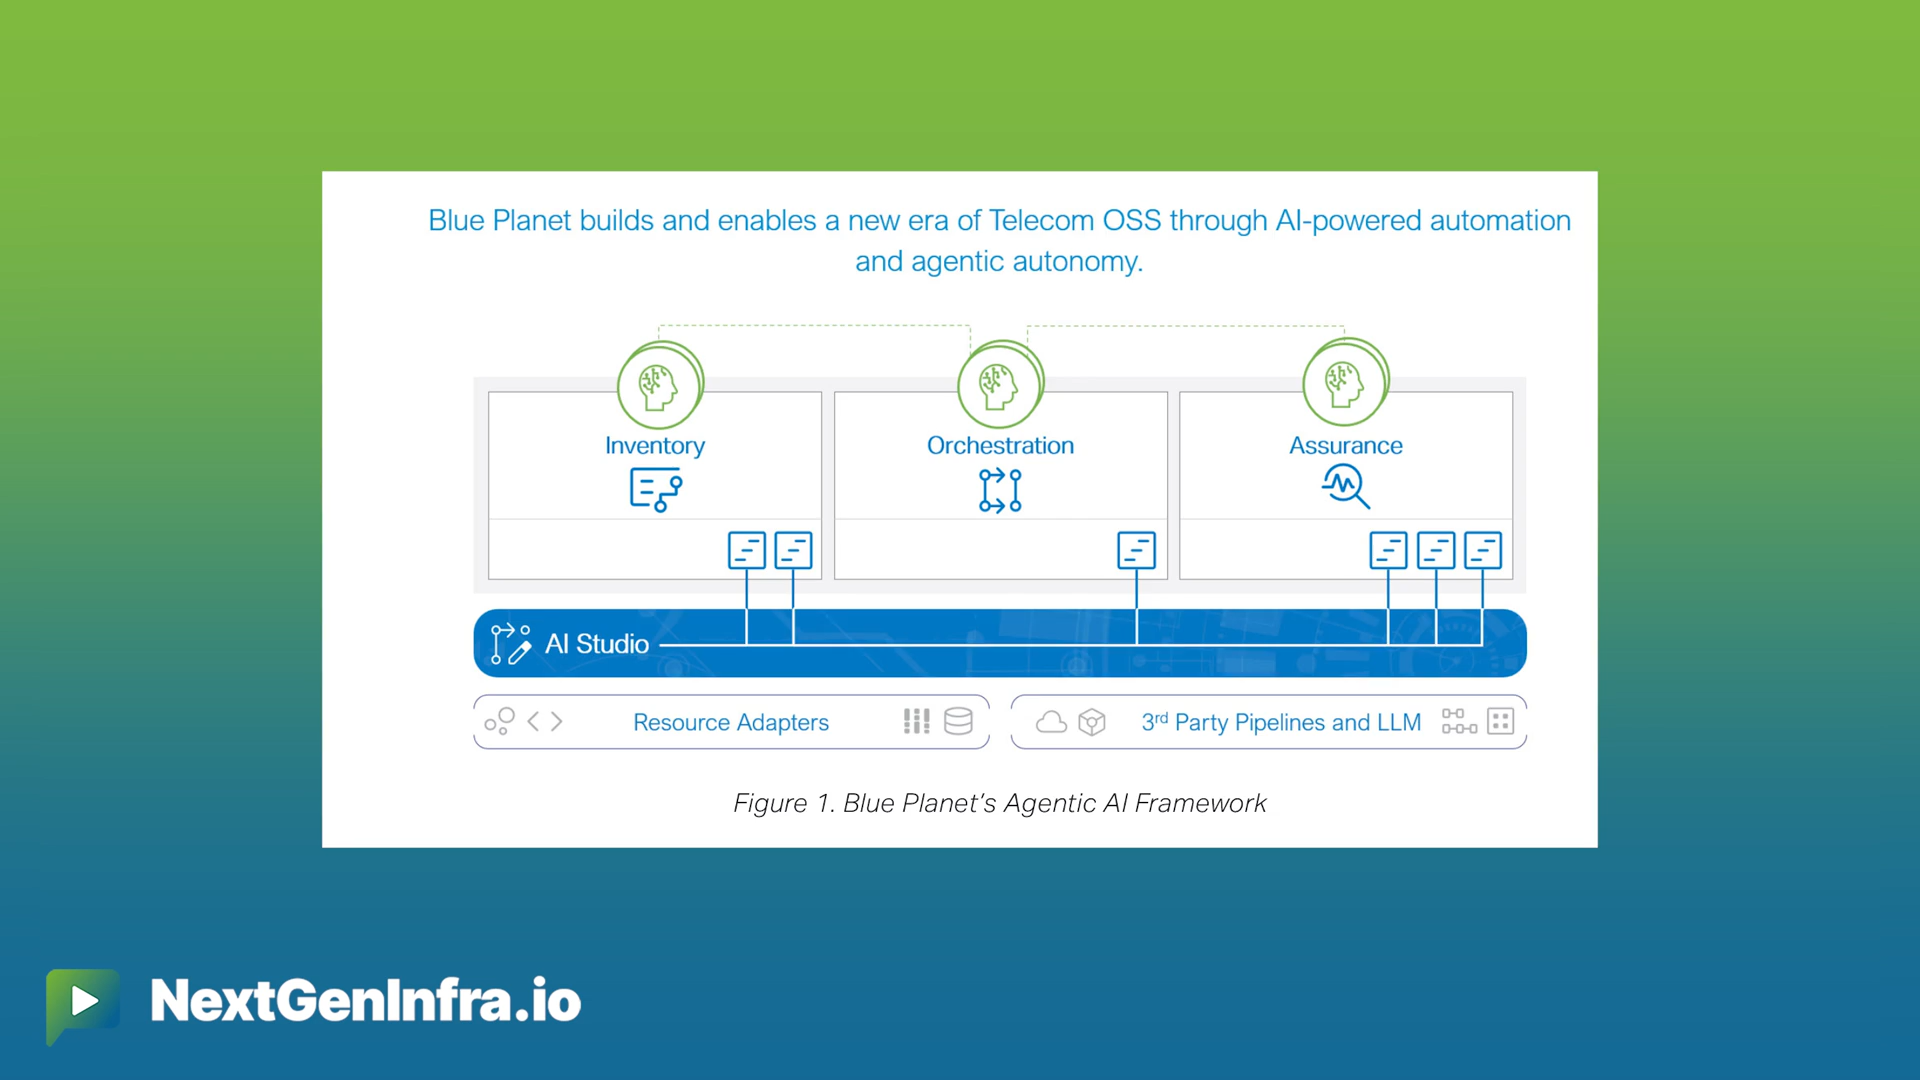 Blue Planet builds and enables a new era of Telecom OSS through AI-powered automation
and agentic autonomy.
Inventory
Orchestration
Assurance
AI Studio
Resource Adapters
3rd Party Pipelines and LLM
Figure 1. Blue Planet's Agentic AI Framework
NextGenInfra.io